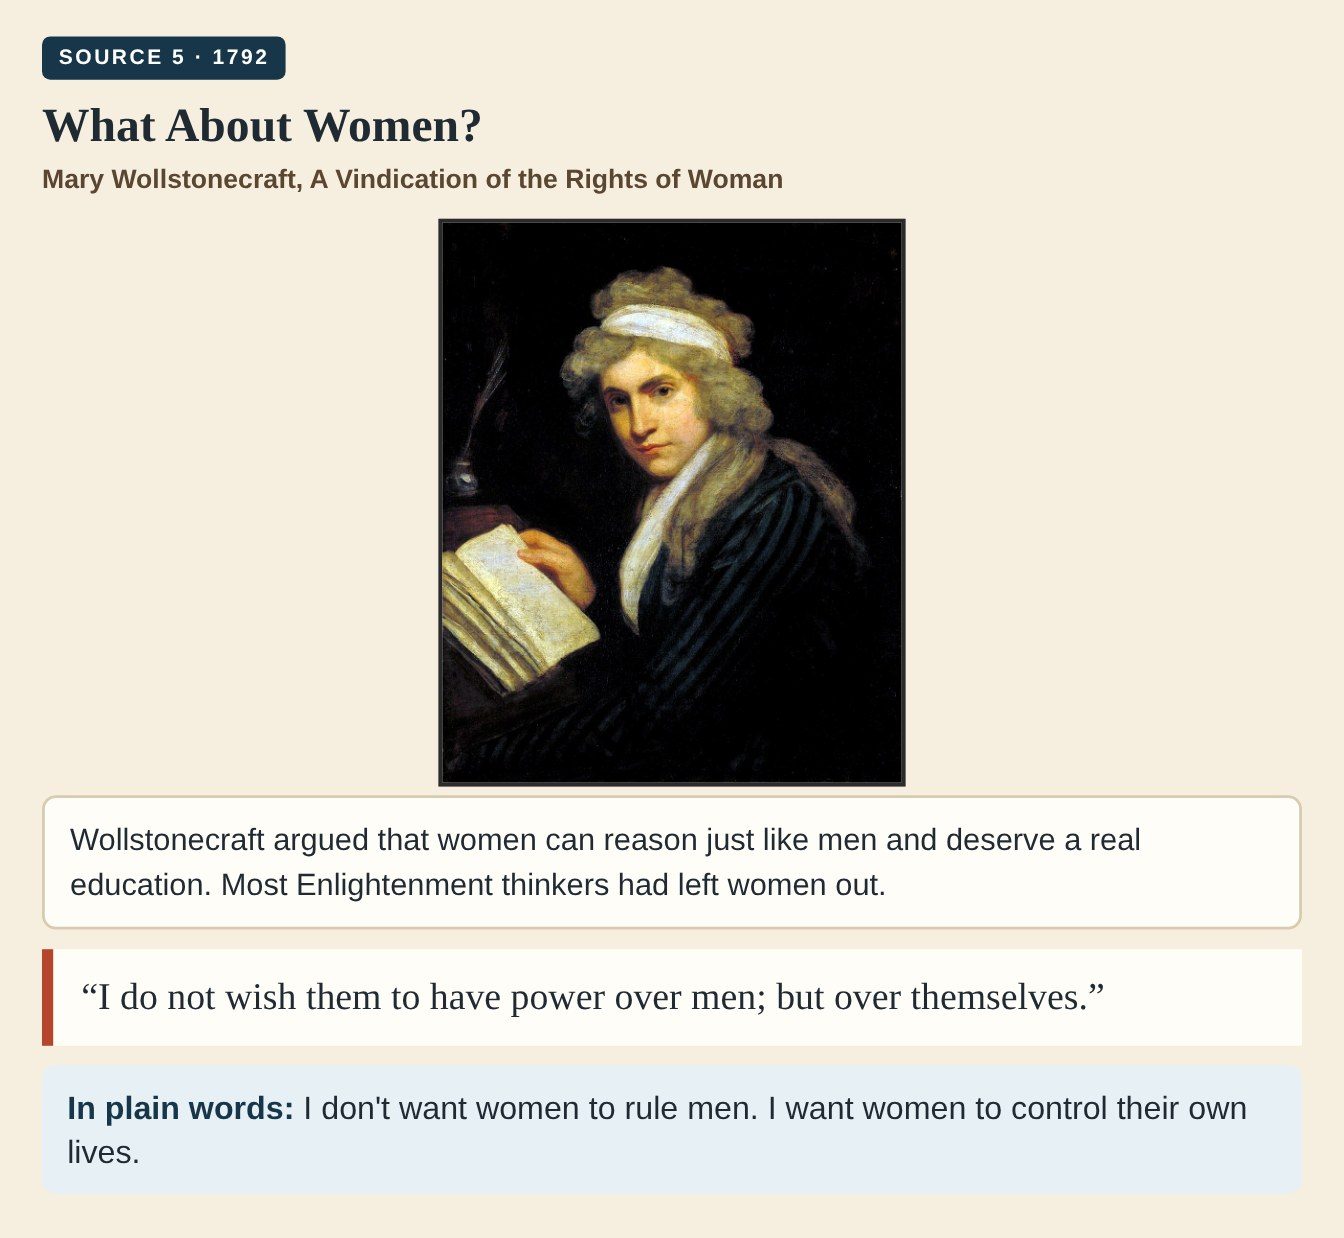 SOURCE 5 · 1792
What About Women?
Mary Wollstonecraft, A Vindication of the Rights of Woman
Wollstonecraft argued that women can reason just like men and deserve a real
education. Most Enlightenment thinkers had left women out.
“I do not wish them to have power over men; but over themselves.”
In plain words: I don't want women to rule men. I want women to control their own
lives.